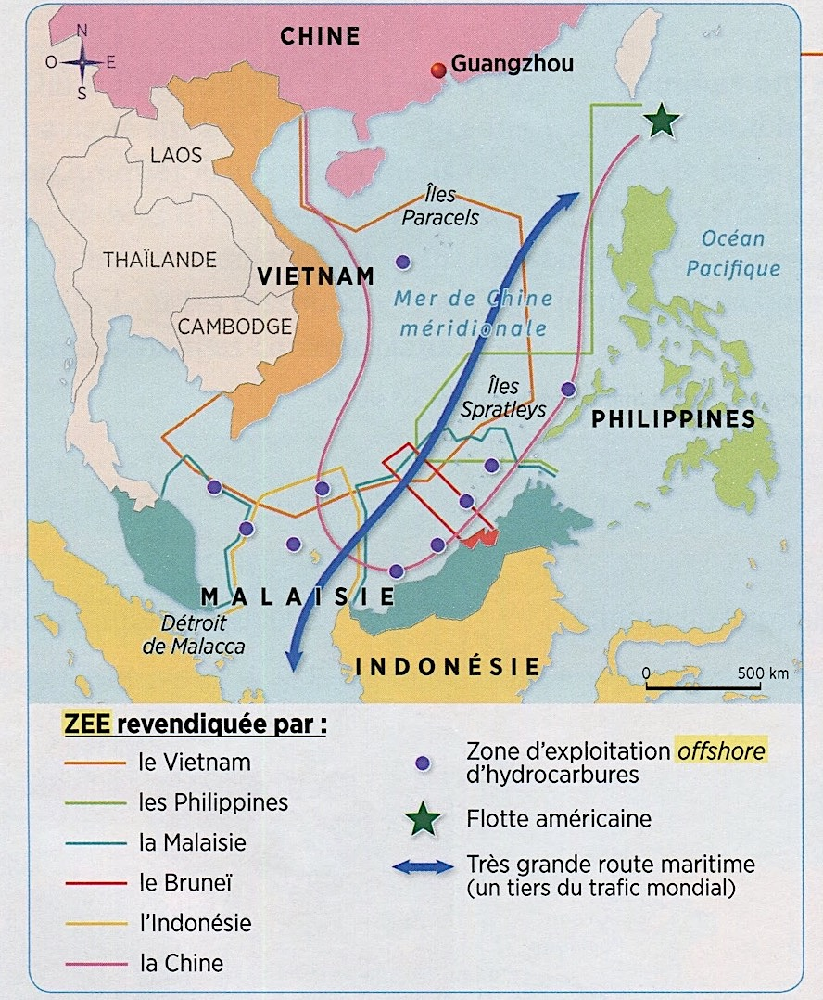 CHINE
N
O E
S
Guangzhou
LAOS
Îles
Paracels
Océan
Pacifique
THAÏLANDE
VIETNAM
Mer de Chine
méridionale
CAMBODGE
Îles
Spratleys
PHILIPPINES
MALAISIE
Détroit
de Malacca
INDONÉSIE
0 500 km
ZEE revendiquée par :
le Vietnam
les Philippines
la Malaisie
le Bruneï
l'Indonésie
la Chine
Zone d'exploitation offshore
d'hydrocarbures
Flotte américaine
Très grande route maritime
(un tiers du trafic mondial)